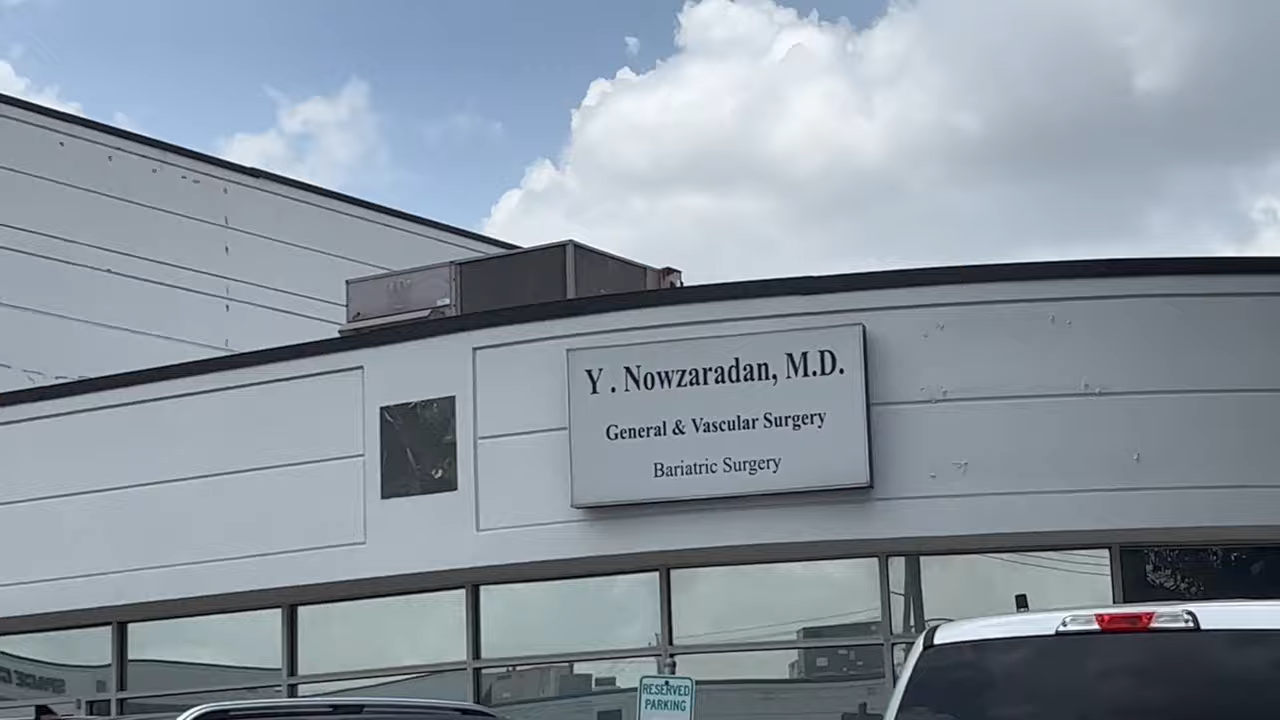 Y. Nowzaradan, M.D.
General & Vascular Surgery
Bariatric Surgery
RESERVED
PARKING